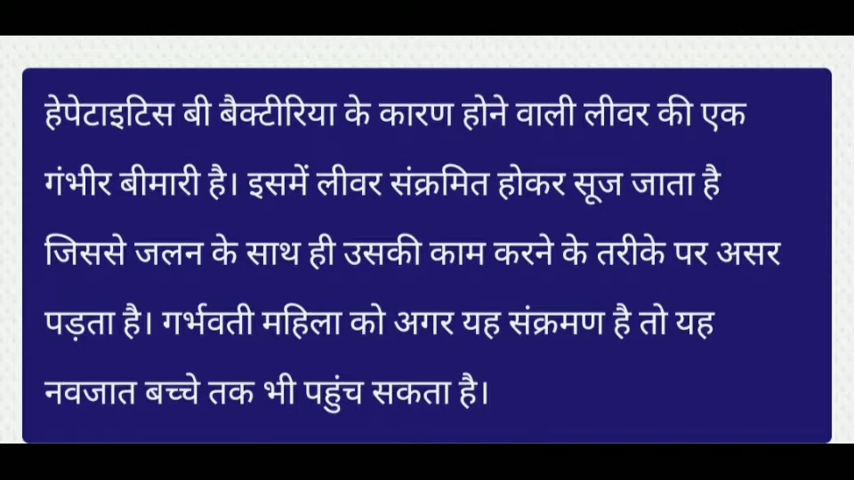 हेपेटाइटिस बी बैक्टीरिया के कारण होने वाली लीवर की एक
गंभीर बीमारी है। इसमें लीवर संक्रमित होकर सूज जाता है
जिससे जलन के साथ ही उसकी काम करने के तरीके पर असर
पड़ता है। गर्भवती महिला को अगर यह संक्रमण है तो यह
नवजात बच्चे तक भी पहुंच सकता है।